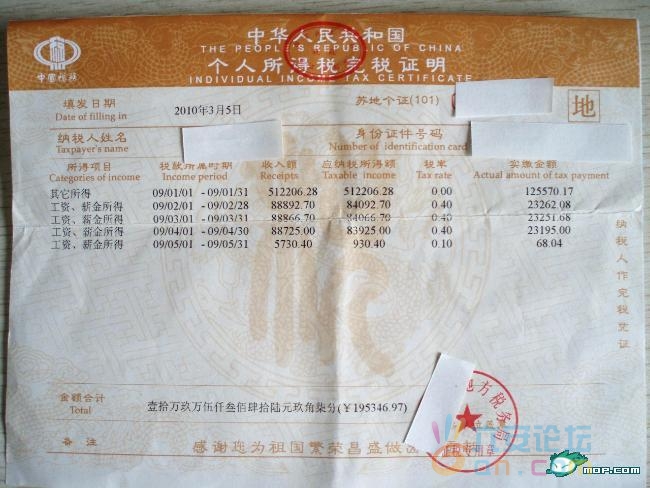 中华人民共和国
THE PEOPLE'S REPUBLIC OF CHINA
个人所得税完税证明
INDIVIDUAL INCOME TAX CERTIFICATE
中国税务
填发日期 2010年3月5日 苏地个证(101)
Date of filling in
地
纳税人姓名 身份证件号码
Taxpayer's name Number of identification card
所得项目 税款所属时期 收入额 应纳税所得额 税率 实缴金额
Categories of income Income period Receipts Taxable income Tax rate Actual amount of tax payment
其它所得 09/01/01 - 09/01/31 512206.28 512206.28 0.00 125570.17
工资、薪金所得 09/02/01 - 09/02/28 88892.70 84092.70 0.40 23262.08
工资、薪金所得 09/03/01 - 09/03/31 88866.70 84066.70 0.40 23251.68
工资、薪金所得 09/04/01 - 09/04/30 88725.00 83925.00 0.40 23195.00
工资、薪金所得 09/05/01 - 09/05/31 5730.40 930.40 0.10 68.04
纳税人作完税凭证
金额合计 壹拾万玖万伍仟叁佰肆拾陆元玖角柒分(￥195346.97)
Total
地方税务局
征税专用章
备注 感谢您为祖国繁荣昌盛做
论坛
mop.com